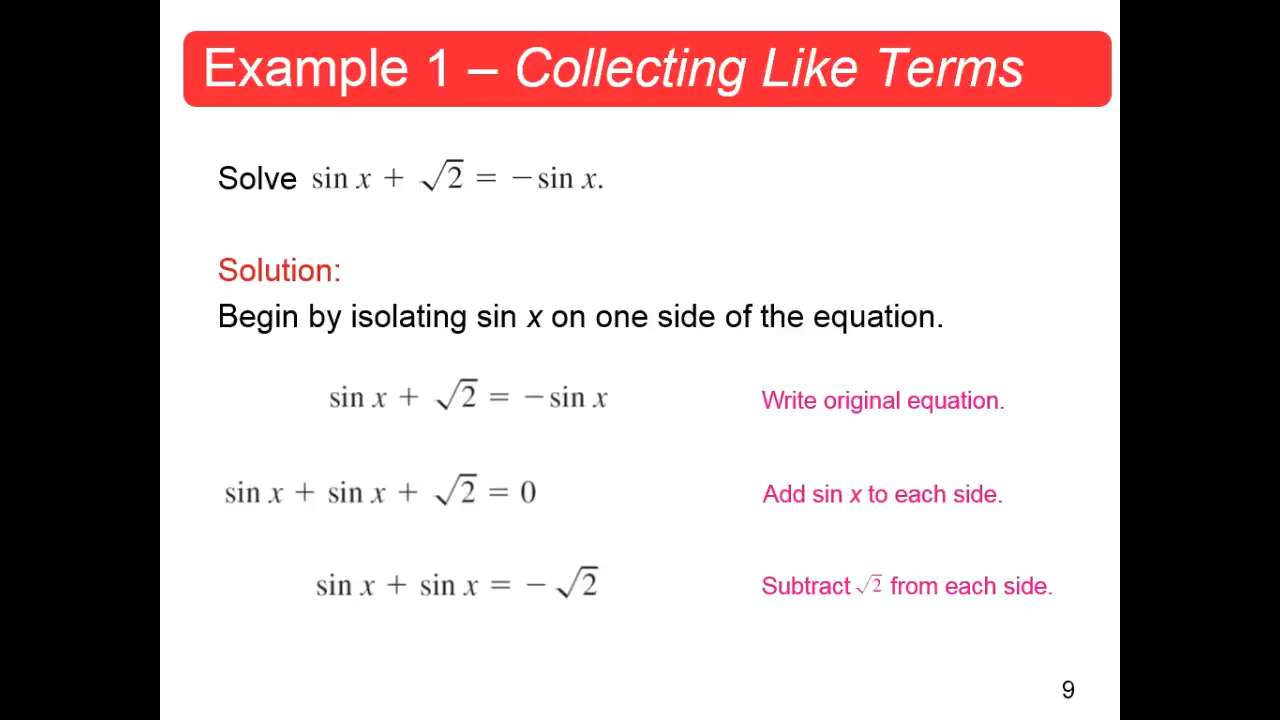 Example 1 – Collecting Like Terms
Solve sin x + √2 = −sin x.
Solution:
Begin by isolating sin x on one side of the equation.
sin x + √2 = −sin x Write original equation.
sin x + sin x + √2 = 0 Add sin x to each side.
sin x + sin x = −√2 Subtract √2 from each side.
9